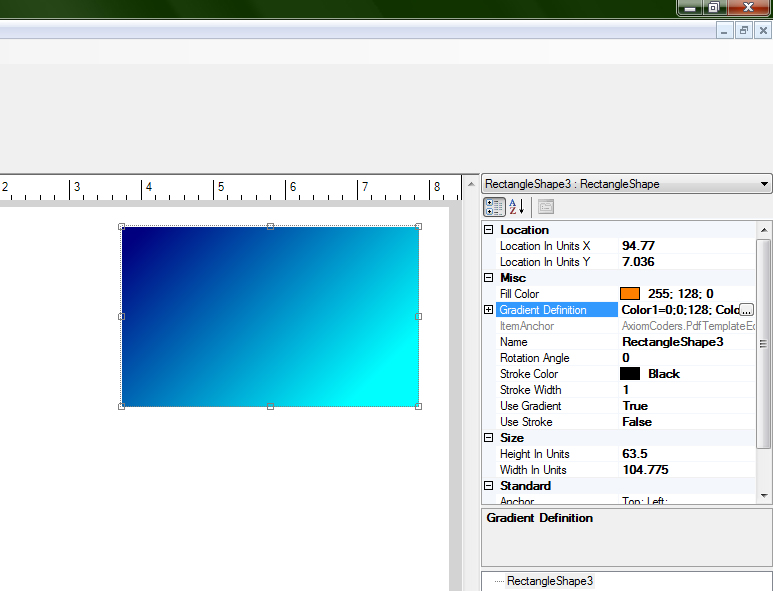 2 3 4 5 6 7 8
RectangleShape3 : RectangleShape
A
Z
Location
Location In Units X 94.77
Location In Units Y 7.036
Misc
Fill Color 255; 128; 0
Gradient Definition Color1=0;0;128; Colo ...
ItemAnchor AxiomCoders.PdfTemplateEd
Name RectangleShape3
Rotation Angle 0
Stroke Color Black
Stroke Width 1
Use Gradient True
Use Stroke False
Size
Height In Units 63.5
Width In Units 104.775
Standard
Anchor Top; Left;
Gradient Definition
RectangleShape3